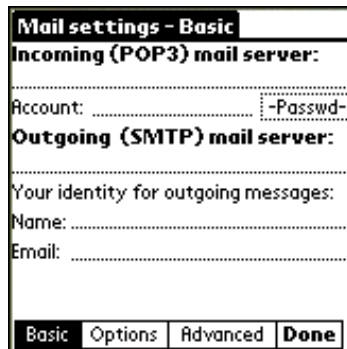 Mail settings - Basic
Incoming (POP3) mail server:
Account: -Passwd-
Outgoing (SMTP) mail server:
Your identity for outgoing messages:
Name:
Email:
Basic Options Advanced Done